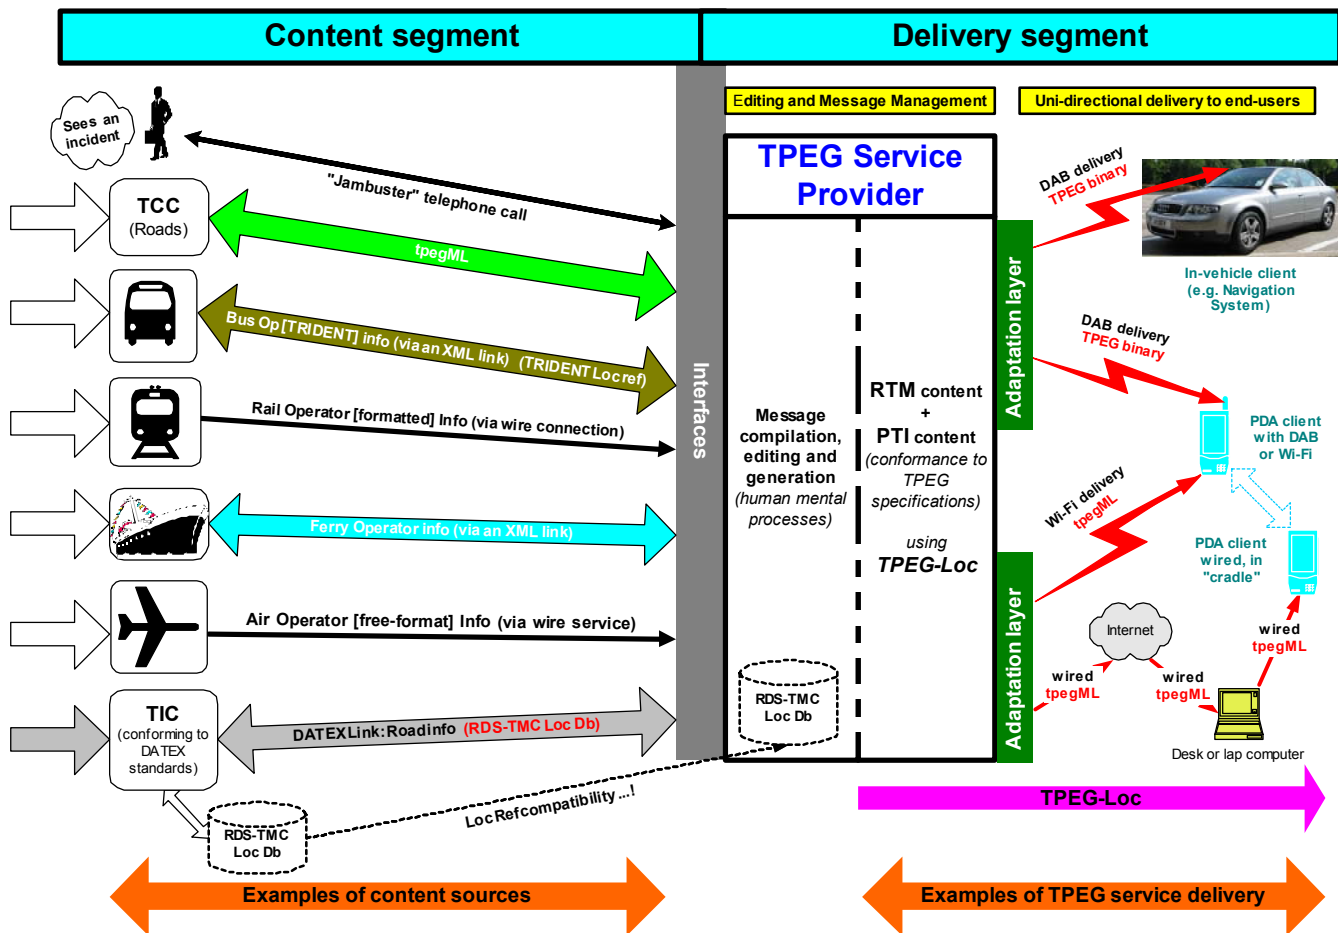 Content segment
Delivery segment
Editing and Message Management
Uni-directional delivery to end-users
Sees an
incident
"Jambuster" telephone call
TCC
(Roads)
tpegML
Bus Op [TRIDENT] info (via an XML link) (TRIDENT Loc ref)
Rail Operator [formatted] Info (via wire connection)
Ferry Operator info (via an XML link)
Air Operator [free-format] Info (via wire service)
TIC
(conforming to
DATEX
standards)
DATEXLink:Roadinfo (RDS-TMC Loc Db)
RDS-TMC
Loc Db
LocRefcompatibility...!
Interfaces
TPEG Service
Provider
Message
compilation,
editing and
generation
(human mental
processes)
RDS-TMC
Loc Db
RTM content
+
PTI content
(conformance to
TPEG
specifications)
using
TPEG-Loc
Adaptation layer
Adaptation layer
DAB delivery
TPEG binary
In-vehicle client
(e.g. Navigation
System)
DAB delivery
TPEG binary
PDA client
with DAB
or Wi-Fi
Wi-Fi delivery
tpegML
PDA client
wired, in
"cradle"
Internet
wired
tpegML
wired
tpegML
wired
tpegML
Desk or lap computer
TPEG-Loc
Examples of content sources
Examples of TPEG service delivery